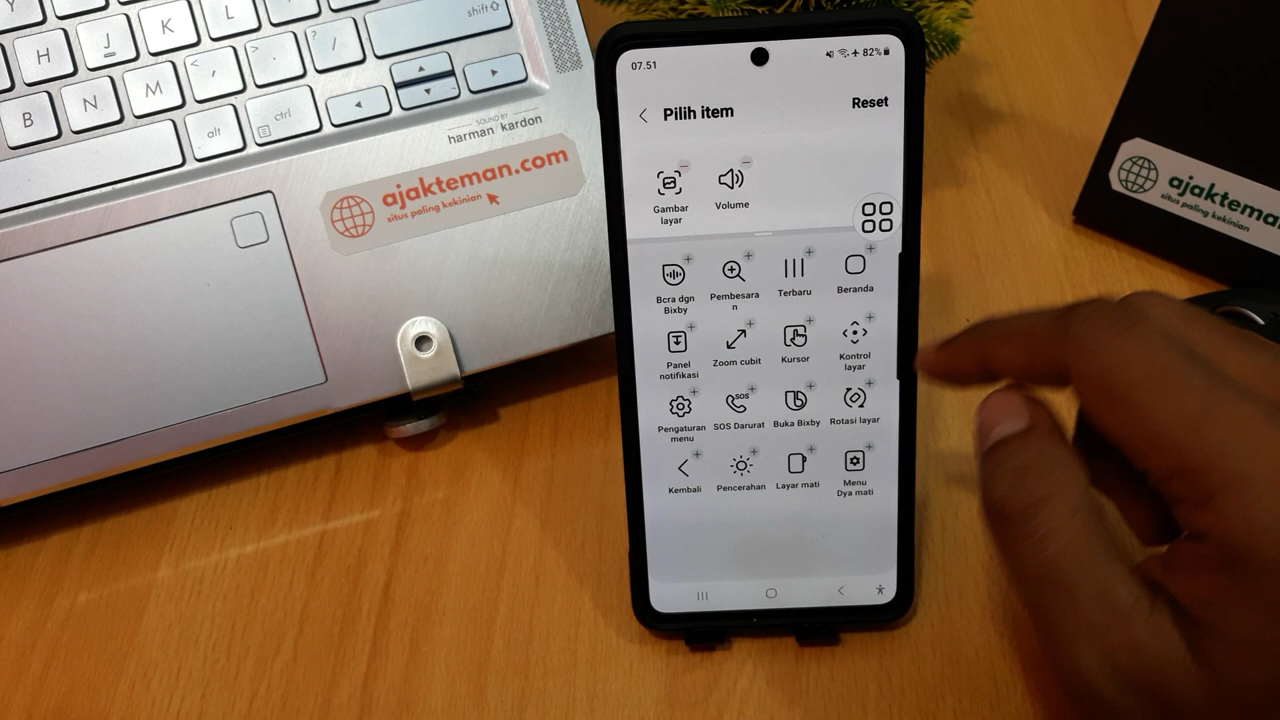 Y
shift
H
J
K
L
B
N
M
<
,
>
.
?
/
alt
ctrl
SOUND BY
harman / kardon
ajakteman.com
situs paling kekinian
07.51
82%
Pilih item
Reset
Gambar
layar
Volume
Bcra dgn
Bixby
Pembesara
n
Terbaru
Beranda
Panel
notifikasi
Zoom cubit
Kursor
Kontrol
layar
Pengaturan
menu
SOS
SOS Darurat
Buka Bixby
Rotasi layar
Kembali
Pencerahan
Layar mati
Menu
Dya mati
ajaktema
situs paling kekinian